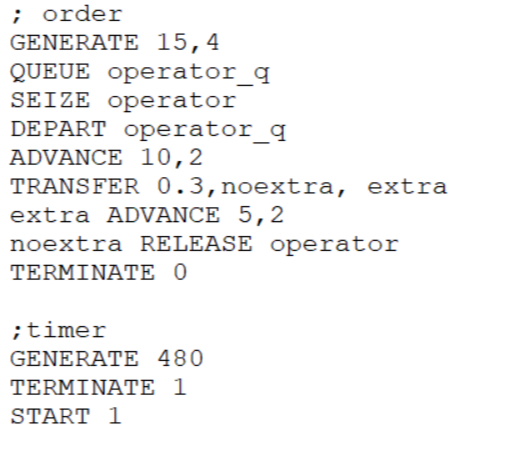 ; order
GENERATE 15,4
QUEUE operator_q
SEIZE operator
DEPART operator_q
ADVANCE 10,2
TRANSFER 0.3,noextra, extra
extra ADVANCE 5,2
noextra RELEASE operator
TERMINATE 0
;timer
GENERATE 480
TERMINATE 1
START 1